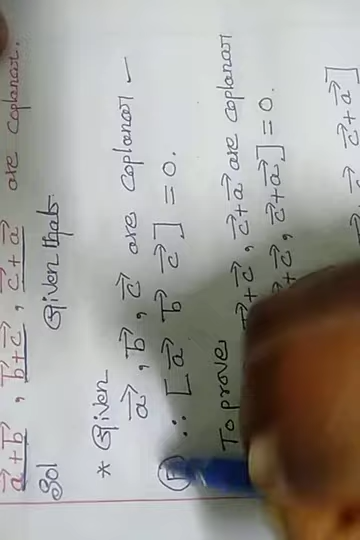 a⃗+b⃗, b⃗+c⃗, c⃗+a⃗ are coplanar.
Sol Given that
* Given
a⃗, b⃗, c⃗ are coplanar –
∴ [a⃗ b⃗ c⃗] = 0.
To prove +c⃗, c⃗+a⃗ are coplanar
+c⃗, c⃗+a⃗] = 0.
c⃗+a⃗]